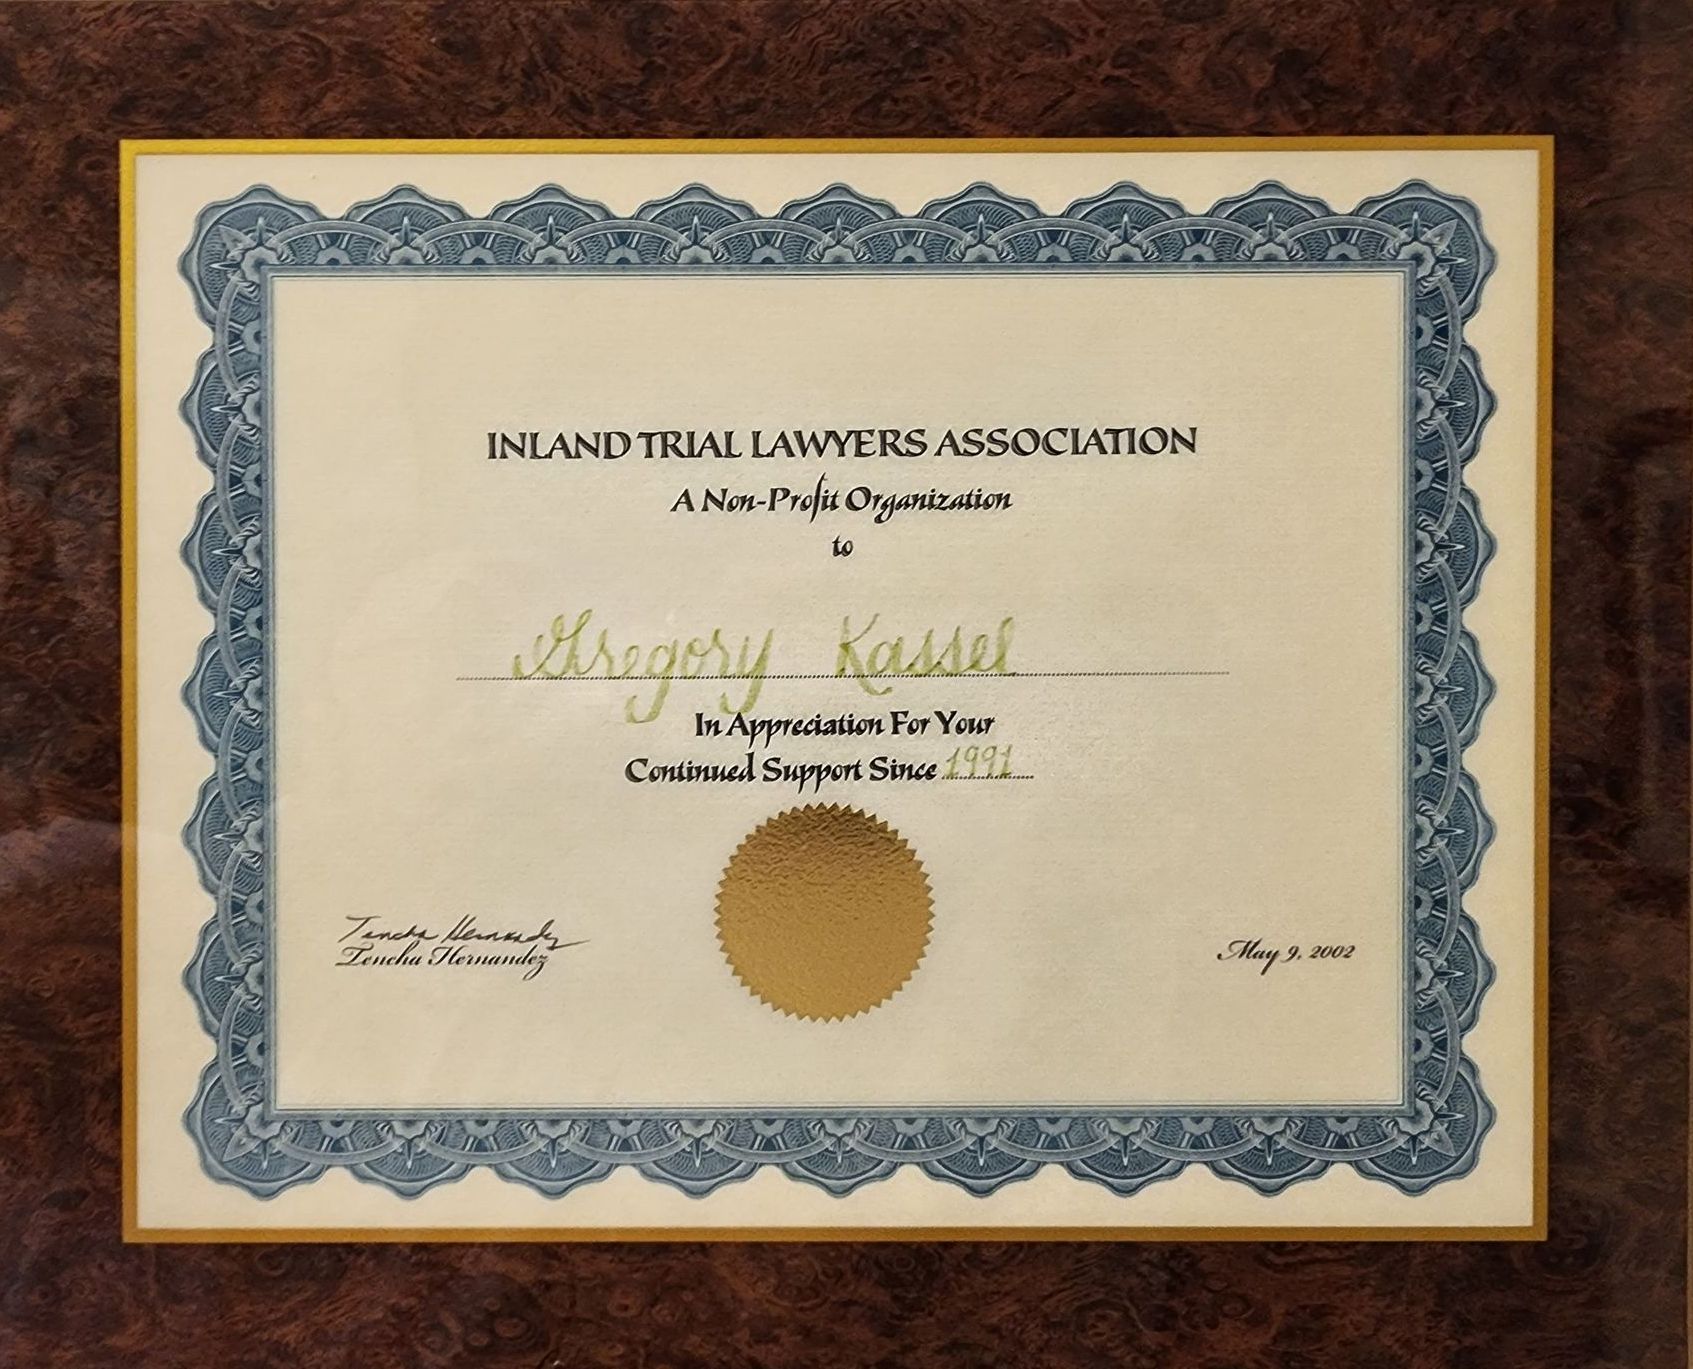 INLAND TRIAL LAWYERS ASSOCIATION
A Non-Profit Organization
to
Gregory Kassel
In Appreciation For Your
Continued Support Since 1991
Tencha Hernandez
Tencha Hernandez
May 9, 2002